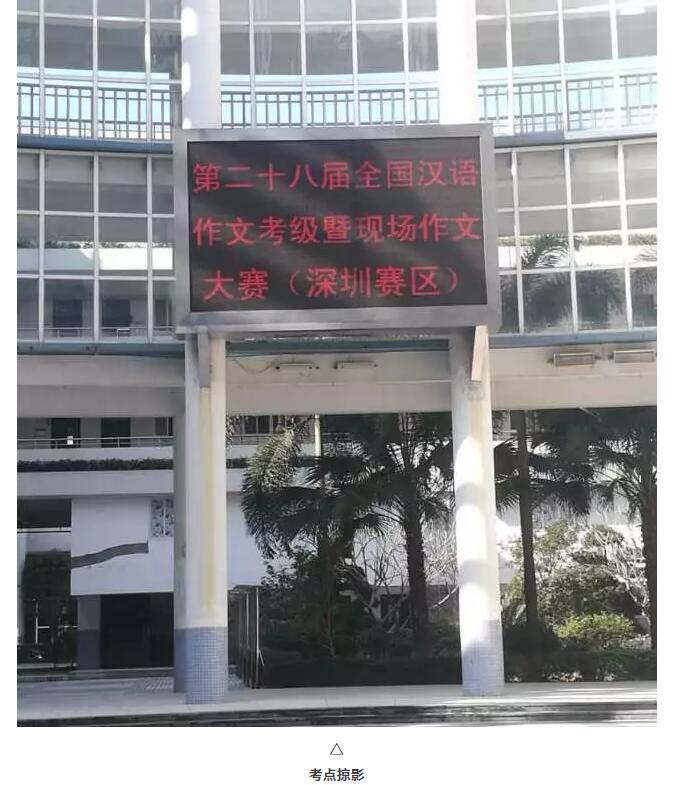 第二十八届全国汉语
作文考级暨现场作文
大赛（深圳赛区）
△
考点掠影